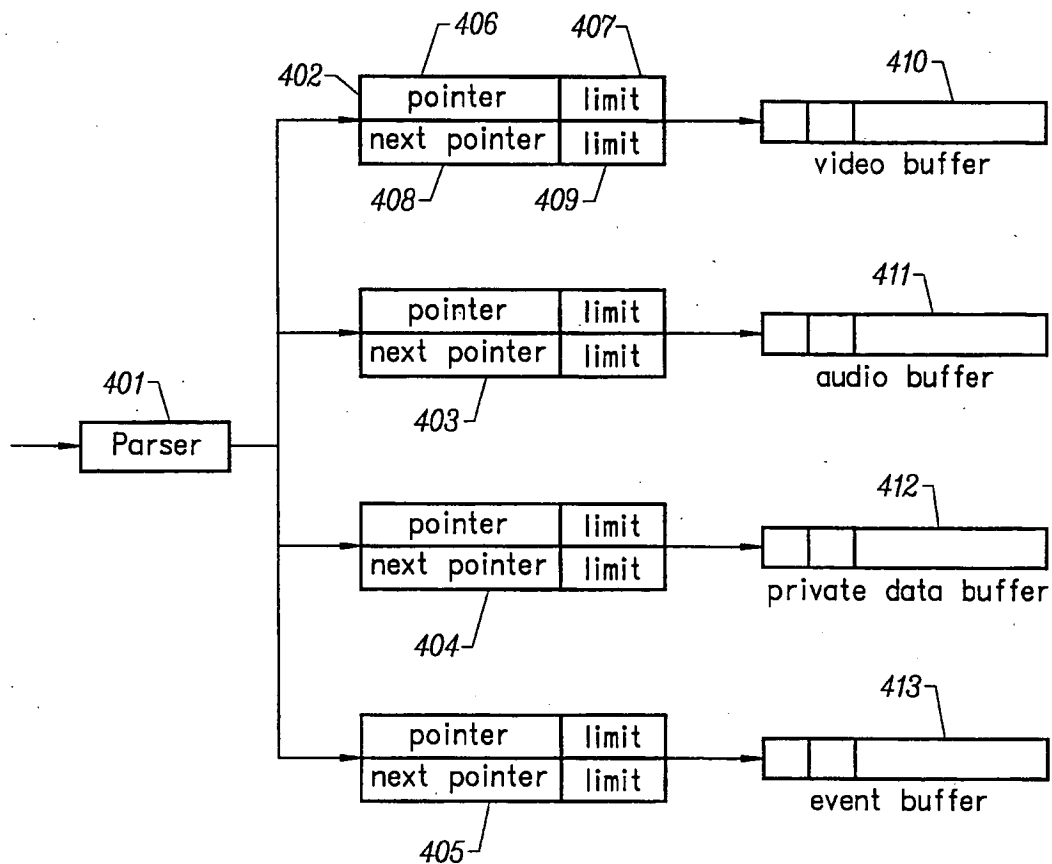 406
407
410
402
pointer
limit
next pointer
limit
video buffer
408
409
411
pointer
limit
next pointer
limit
audio buffer
401
403
Parser
412
pointer
limit
next pointer
limit
private data buffer
404
413
pointer
limit
next pointer
limit
event buffer
405